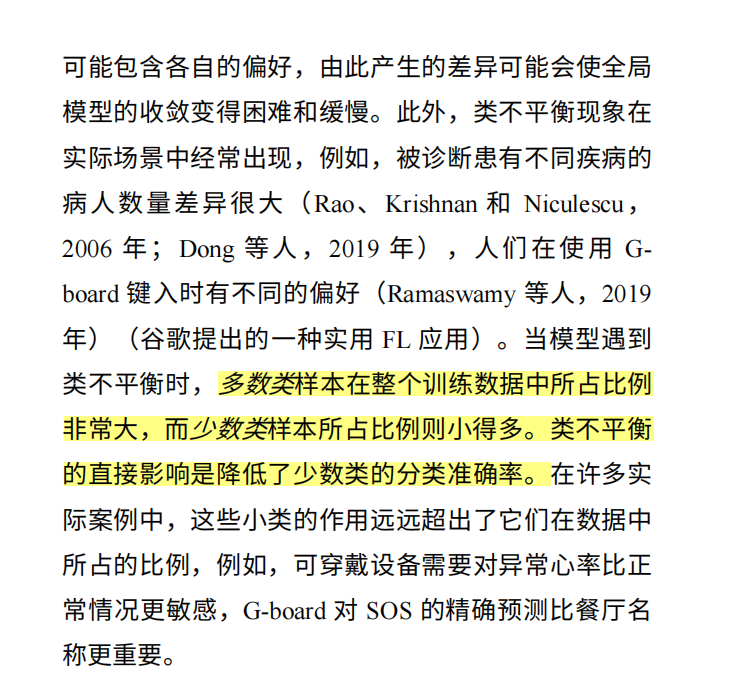 可能包含各自的偏好，由此产生的差异可能会使全局
模型的收敛变得困难和缓慢。此外，类不平衡现象在
实际场景中经常出现，例如，被诊断患有不同疾病的
病人数量差异很大（Rao、Krishnan 和 Niculescu，
2006 年；Dong 等人，2019 年），人们在使用 G-
board 键入时有不同的偏好（Ramaswamy 等人，2019
年）（谷歌提出的一种实用 FL 应用）。当模型遇到
类不平衡时，多数类样本在整个训练数据中所占比例
非常大，而少数类样本所占比例则小得多。类不平衡
的直接影响是降低了少数类的分类准确率。在许多实
际案例中，这些小类的作用远远超出了它们在数据中
所占的比例，例如，可穿戴设备需要对异常心率比正
常情况更敏感，G-board 对 SOS 的精确预测比餐厅名
称更重要。